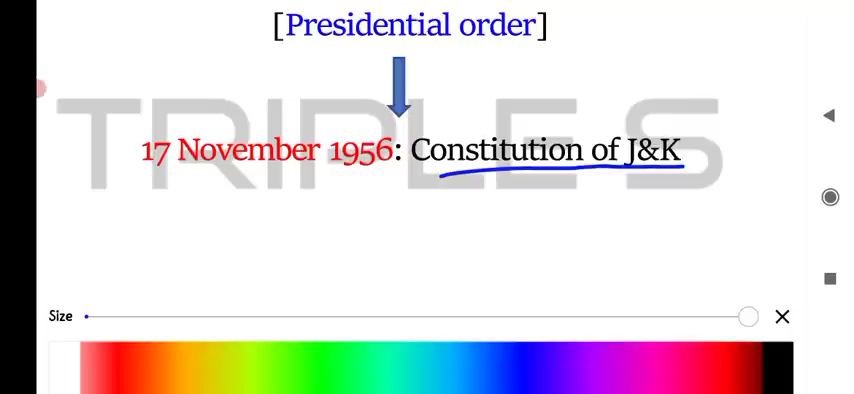 [Presidential order]
TRIPLE S
17 November 1956: Constitution of J&K
Size